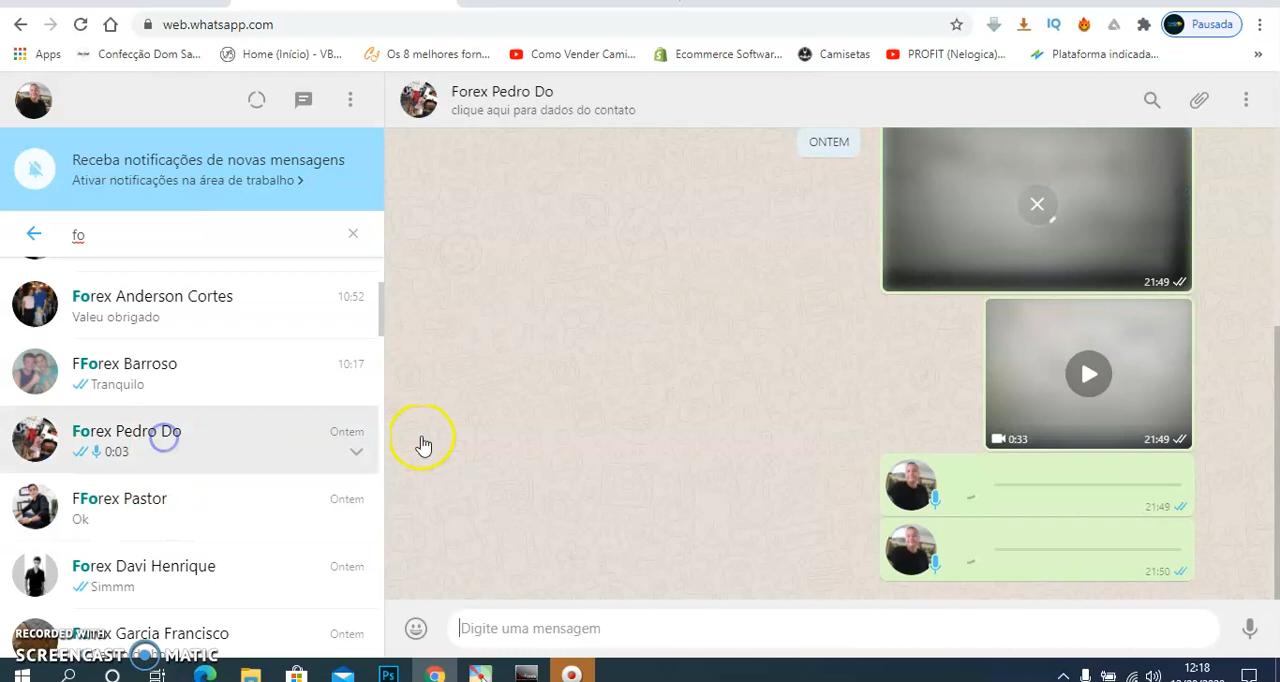 web.whatsapp.com
Pausada
Apps
Confecção Dom Sa...
Home (Início) – VB...
Os 8 melhores forn...
Como Vender Cami...
Ecommerce Softwar...
Camisetas
PROFIT (Nelogica)...
Plataforma indicada...
»
Forex Pedro Do
clique aqui para dados do contato
Receba notificações de novas mensagens
Ativar notificações na área de trabalho >
fo
ONTEM
21:49
Forex Anderson Cortes
10:52
Valeu obrigado
FForex Barroso
10:17
Tranquilo
0:33
21:49
Forex Pedro Do
Ontem
0:03
FForex Pastor
Ontem
Ok
21:49
Forex Davi Henrique
Ontem
Simmm
21:50
Forex Garcia Francisco
Ontem
Digite uma mensagem
RECORDED WITH
SCREENCAST MATIC
12:18